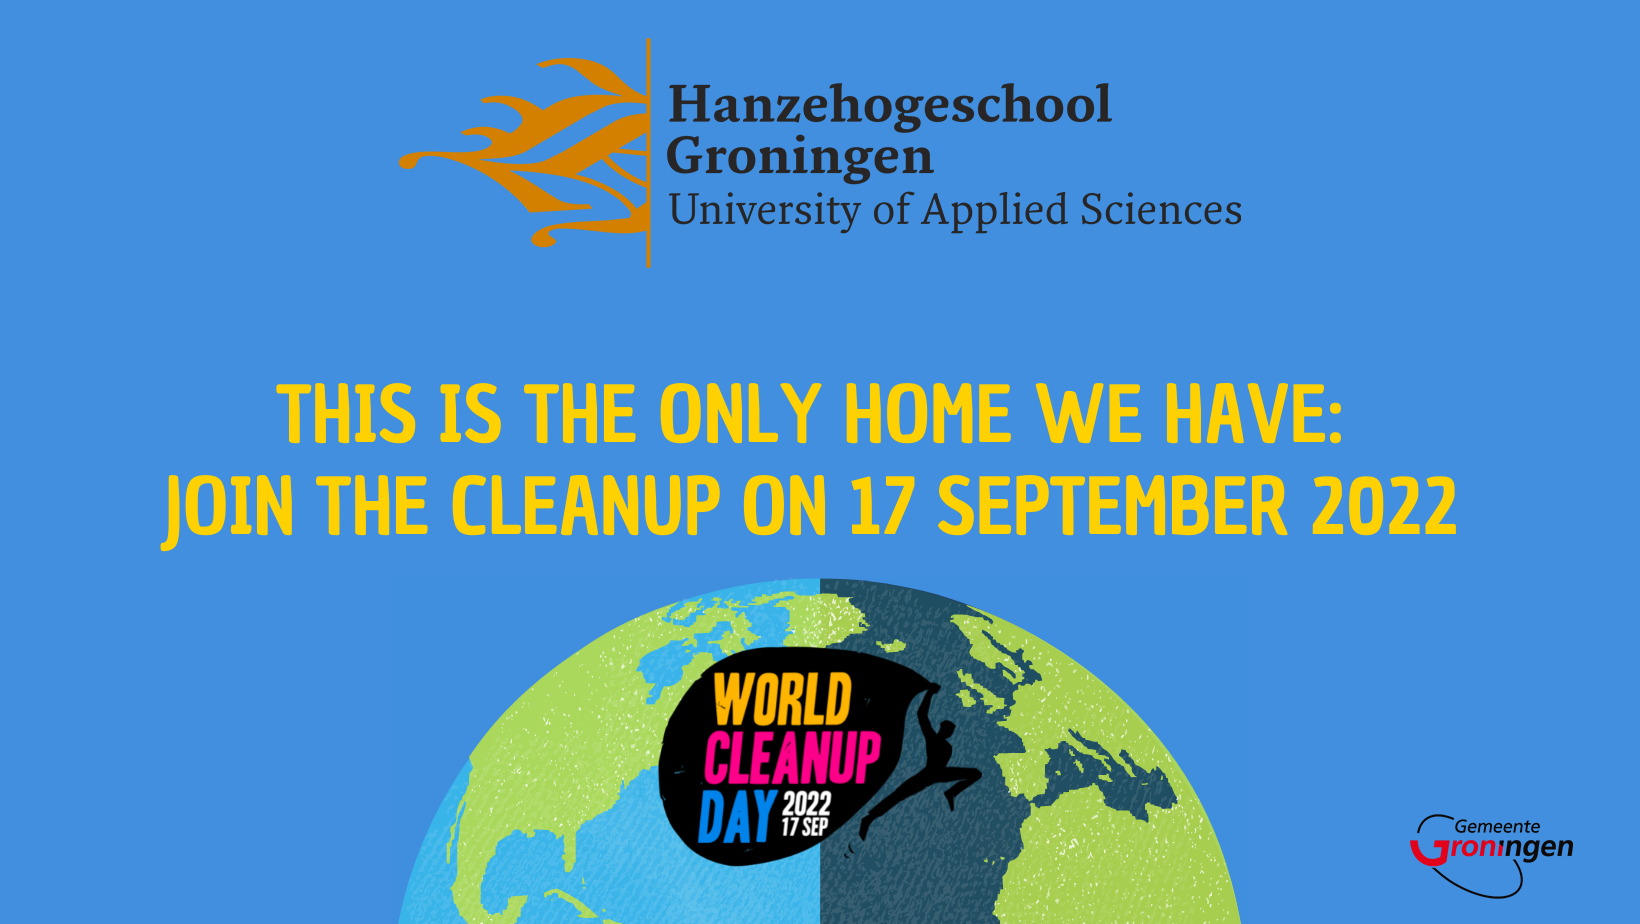 Hanzehogeschool
Groningen
University of Applied Sciences
THIS IS THE ONLY HOME WE HAVE:
JOIN THE CLEANUP ON 17 SEPTEMBER 2022
WORLD
CLEANUP
DAY 2022
17 SEP
Gemeente
Groningen